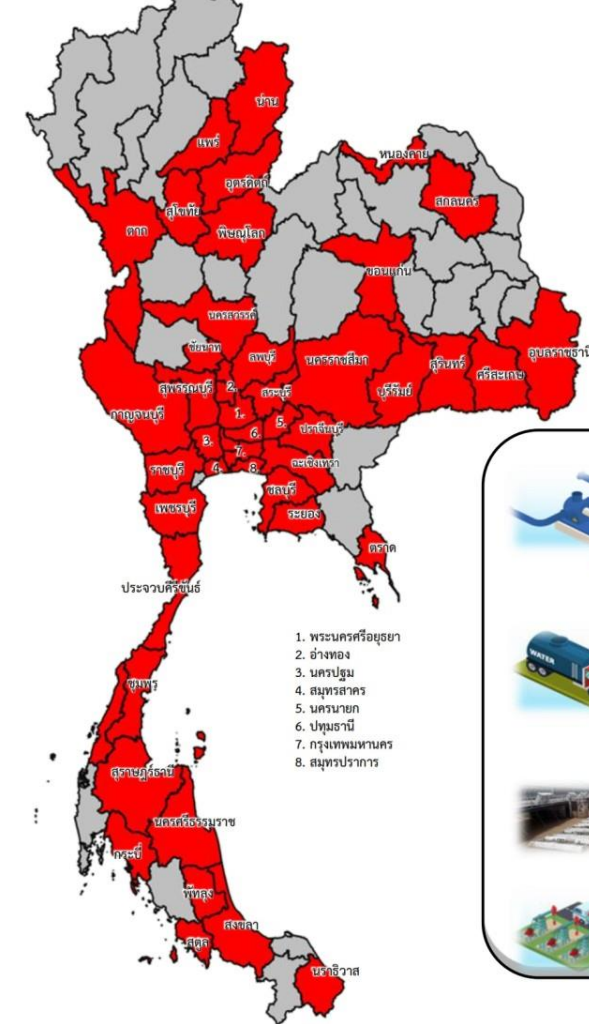 น่าน
แพร่
หนองคาย
อุตรดิตถ์
สกลนคร
สุโขทัย
ตาก
พิษณุโลก
ขอนแก่น
นครสวรรค์
ชัยนาท
ลพบุรี
นครราชสีมา
อุบลราชธานี
สุรินทร์
ศรีสะเกษ
บุรีรัมย์
สุพรรณบุรี
2.
สระบุรี
กาญจนบุรี
1.
5.
ปราจีนบุรี
3.
6.
7.
ฉะเชิงเทรา
ราชบุรี
4.
8.
ชลบุรี
เพชรบุรี
ระยอง
ตราด
ประจวบคีรีขันธ์
1. พระนครศรีอยุธยา
2. อ่างทอง
3. นครปฐม
4. สมุทรสาคร
5. นครนายก
6. ปทุมธานี
7. กรุงเทพมหานคร
8. สมุทรปราการ
WATER
ชุมพร
สุราษฎร์ธานี
นครศรีธรรมราช
กระบี่
พัทลุง
สงขลา
สตูล
นราธิวาส